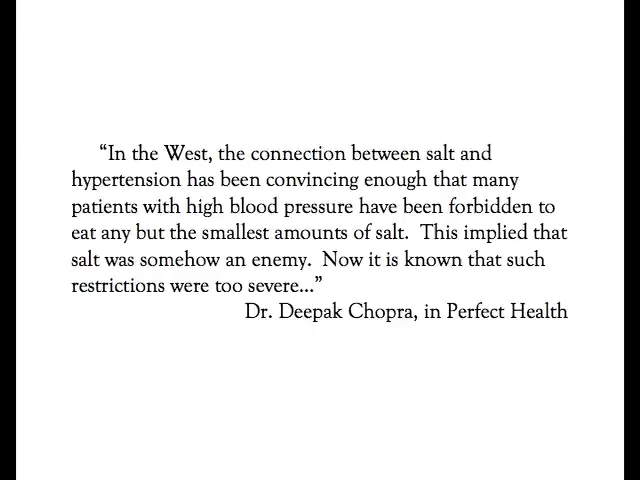 “In the West, the connection between salt and
hypertension has been convincing enough that many
patients with high blood pressure have been forbidden to
eat any but the smallest amounts of salt.  This implied that
salt was somehow an enemy.  Now it is known that such
restrictions were too severe...”
Dr. Deepak Chopra, in Perfect Health